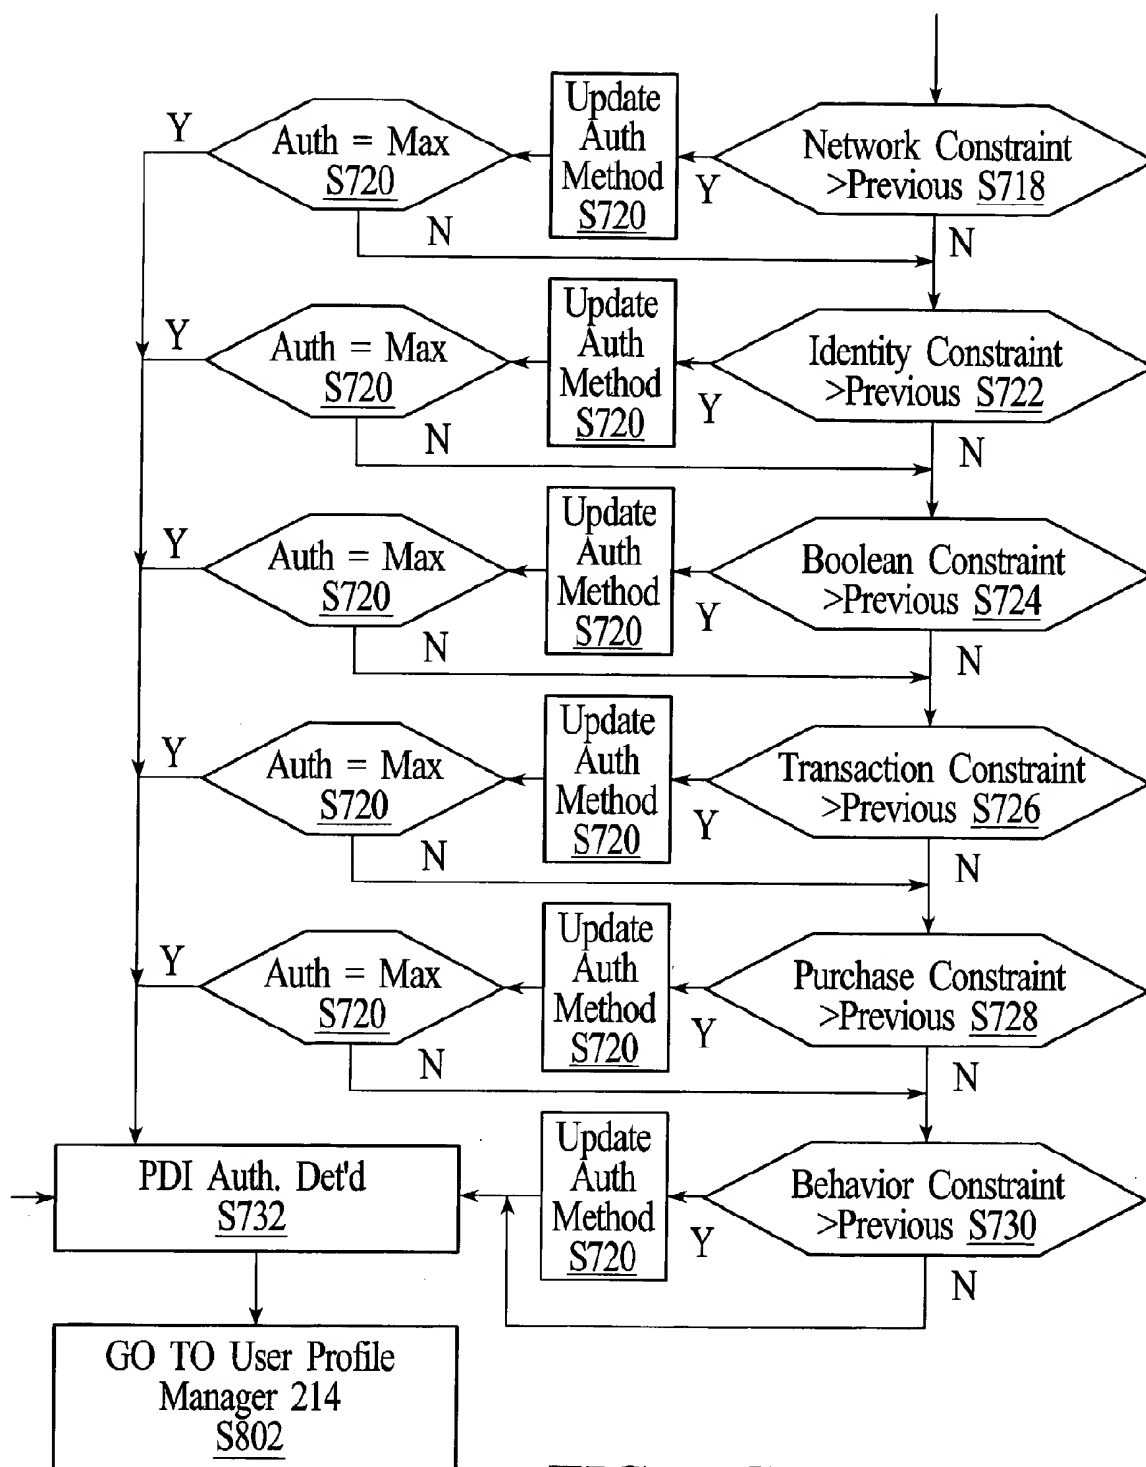 Network Constraint
>Previous S718
Y
N
Update
Auth
Method
S720
Auth = Max
S720
Y
N
Identity Constraint
>Previous S722
Y
N
Update
Auth
Method
S720
Auth = Max
S720
Y
N
Boolean Constraint
>Previous S724
Y
N
Update
Auth
Method
S720
Auth = Max
S720
Y
N
Transaction Constraint
>Previous S726
Y
N
Update
Auth
Method
S720
Auth = Max
S720
Y
N
Purchase Constraint
>Previous S728
Y
N
Update
Auth
Method
S720
Auth = Max
S720
Y
N
Behavior Constraint
>Previous S730
Y
N
Update
Auth
Method
S720
PDI Auth. Det'd
S732
GO TO User Profile
Manager 214
S802